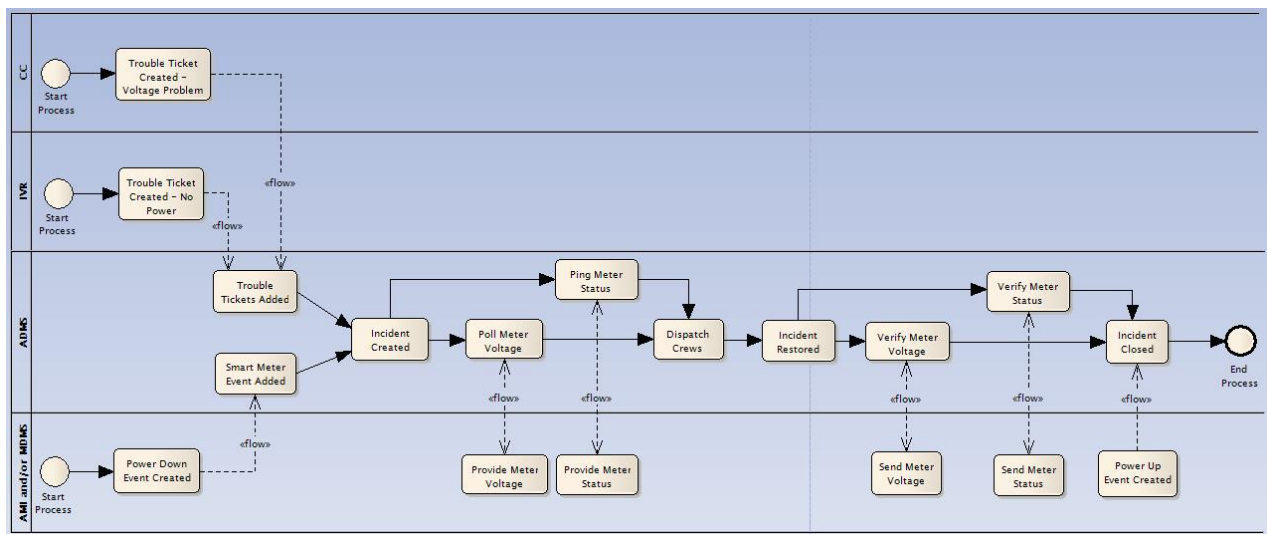 CC
Start
Process
Trouble Ticket
Created – 
Voltage Problem
IVR
Start
Process
Trouble Ticket
Created – No
Power
«flow»
«flow»
ADMS
Trouble
Tickets Added
Smart Meter
Event Added
Incident
Created
Poll Meter
Voltage
Ping Meter
Status
Dispatch
Crews
Incident
Restored
Verify Meter
Voltage
Verify Meter
Status
Incident
Closed
End
Process
«flow»
«flow»
«flow»
«flow»
«flow»
«flow»
AMI and/or MDMS
Start
Process
Power Down
Event Created
Provide Meter
Voltage
Provide Meter
Status
Send Meter
Voltage
Send Meter
Status
Power Up
Event Created